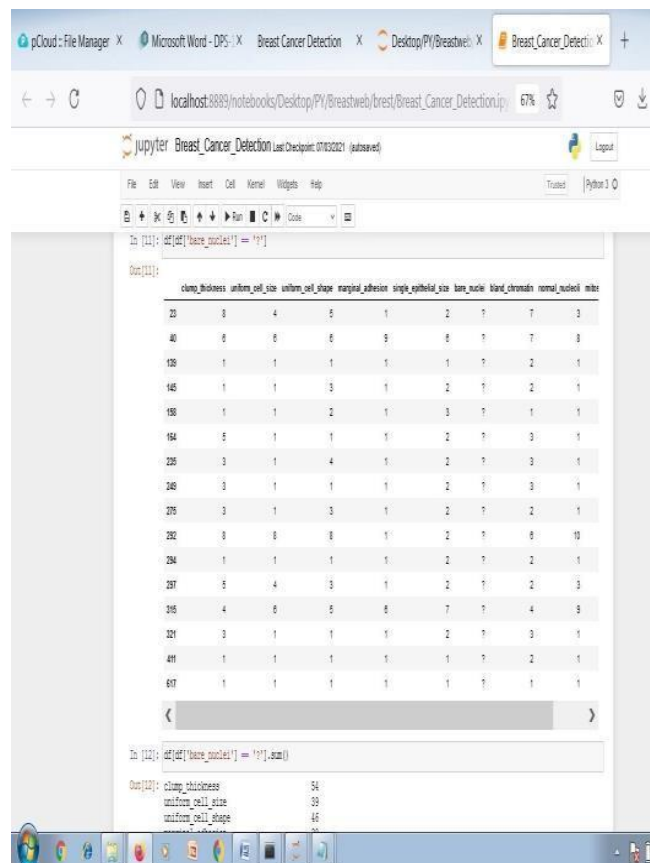 pCloud :: File Manager X Microsoft Word - DPS- X Breast Cancer Detection X Desktop/PY/Breastweb X Breast_Cancer_Detectio X +
localhost:8889/notebooks/Desktop/PY/Breastweb/brest/Breast_Cancer_Detection.ip 67%
jupyter Breast_Cancer_Detection Last Checkpoint: 07/03/2021 (autosaved) Logout
File Edit View Insert Cell Kernel Widgets Help Trusted Python 3 O
Run C Code
In [11]: df[df['bare_nuclei'] == '?']
Out[11]:
clump_thickness uniform_cell_size uniform_cell_shape marginal_adhesion single_epithelial_size bare_nuclei bland_chromatin normal_nucleoli mitos
23 8 4 5 1 2 ? 7 3
40 6 6 6 9 6 ? 7 8
139 1 1 1 1 1 ? 2 1
145 1 1 3 1 2 ? 2 1
158 1 1 2 1 3 ? 1 1
164 5 1 1 1 2 ? 3 1
235 3 1 4 1 2 ? 3 1
249 3 1 1 1 2 ? 3 1
275 3 1 3 1 2 ? 2 1
292 8 8 8 1 2 ? 6 10
294 1 1 1 1 2 ? 2 1
297 5 4 3 1 2 ? 2 3
315 4 6 5 6 7 ? 4 9
321 3 1 1 1 2 ? 3 1
411 1 1 1 1 1 ? 2 1
617 1 1 1 1 1 ? 1 1
In [12]: df[df['bare_nuclei'] == '?'].sum()
Out[12]: clump_thickness 54
uniform_cell_size 39
uniform_cell_shape 46